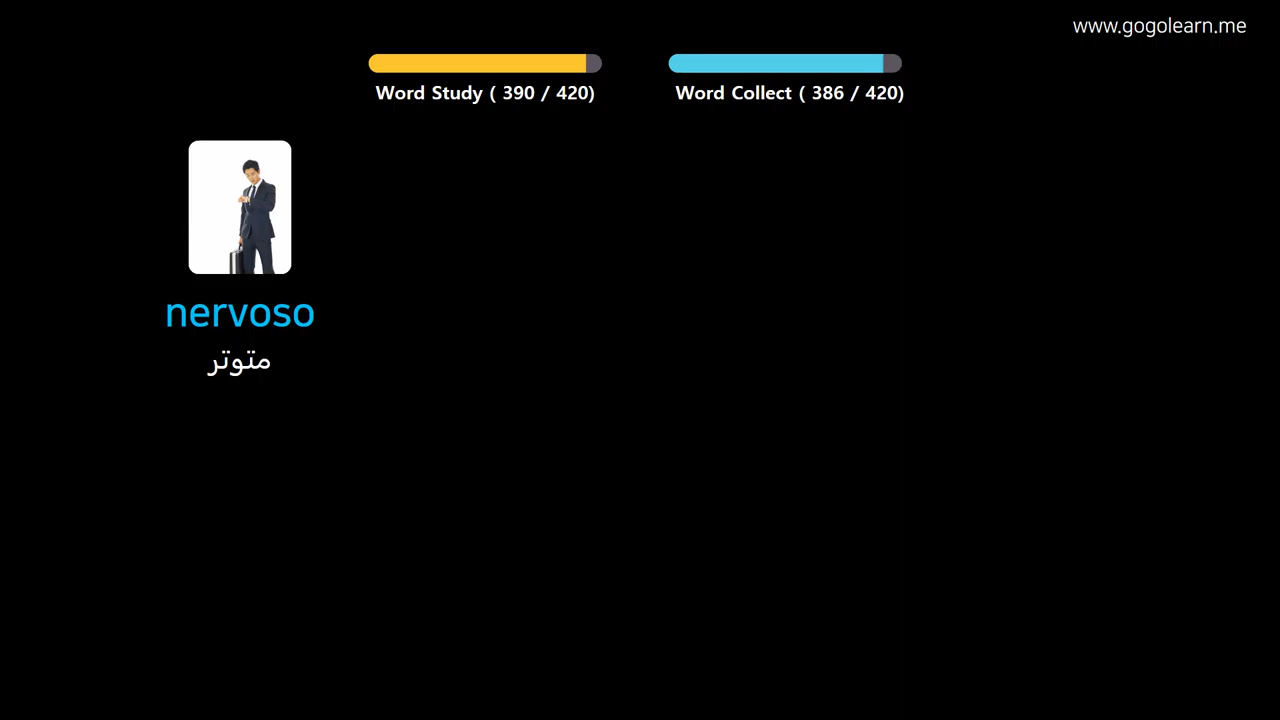 www.gogolearn.me
Word Study ( 390 / 420)
Word Collect ( 386 / 420)
nervoso
متوتر